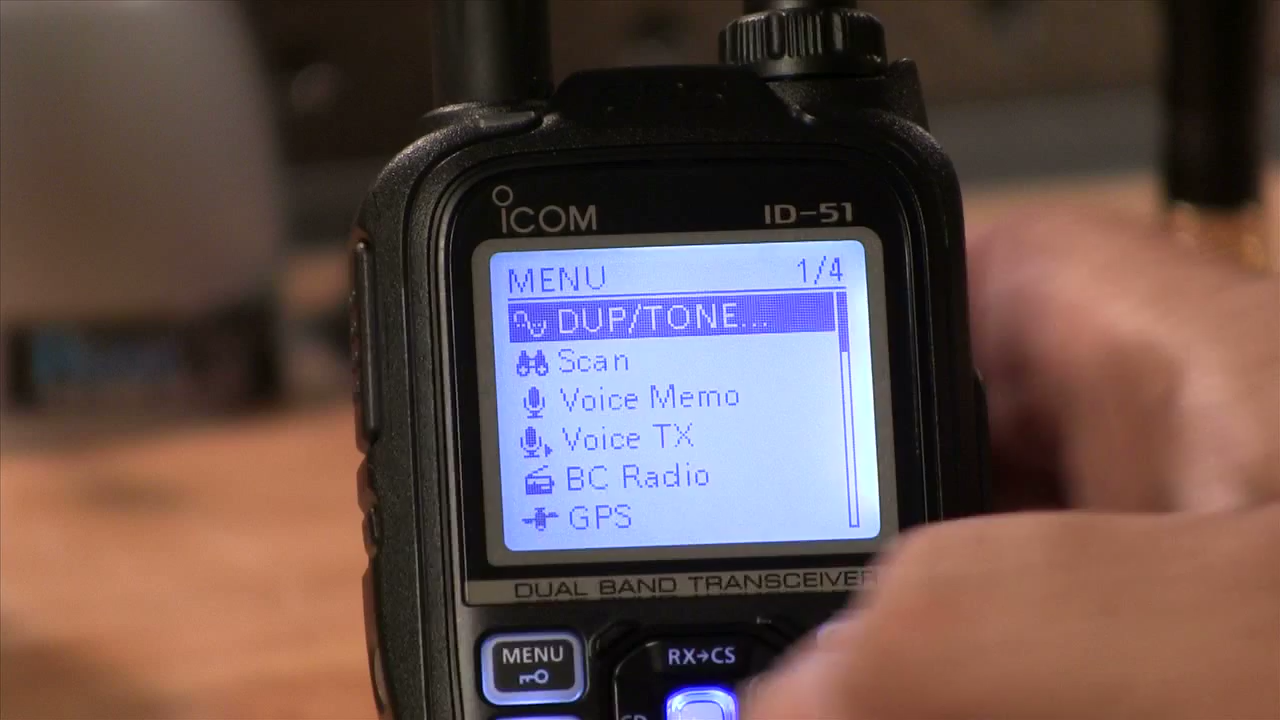 ICOM ID-51
MENU 1/4
DUP/TONE...
Scan
Voice Memo
Voice TX
BC Radio
GPS
DUAL BAND TRANSCEIVER
MENU
RX→CS
CD